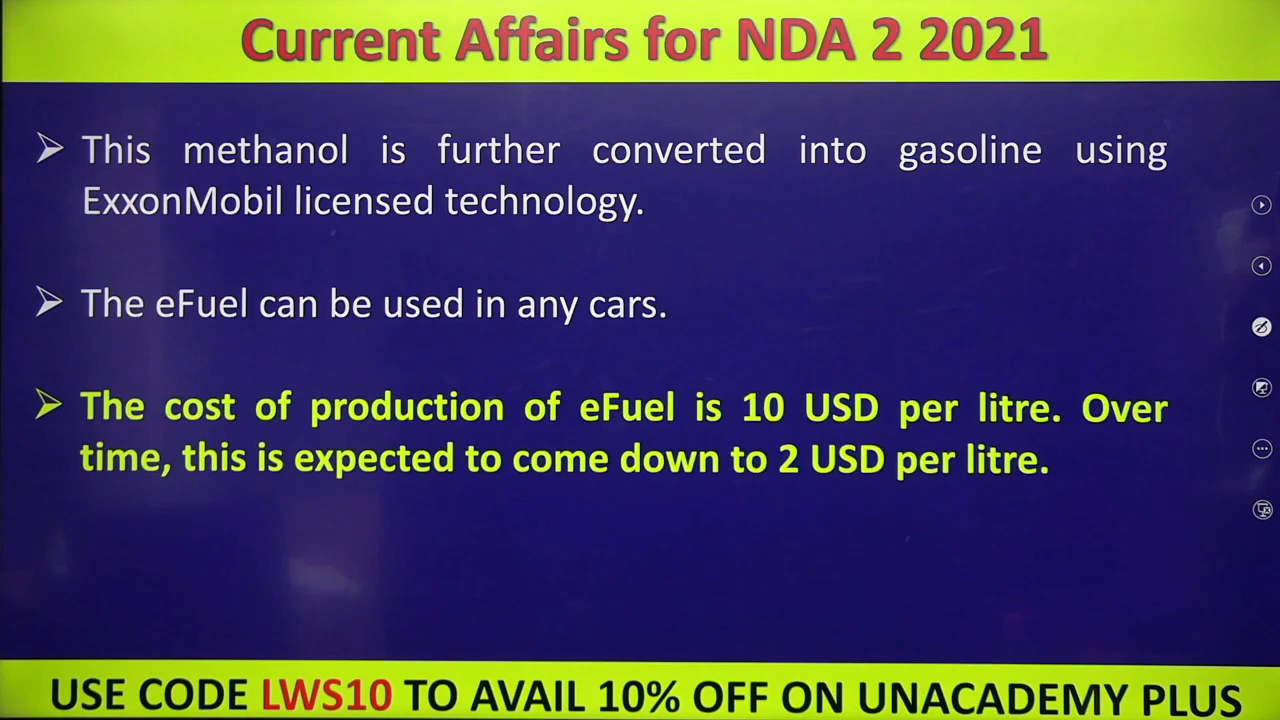 Current Affairs for NDA 2 2021
➢ This methanol is further converted into gasoline using
ExxonMobil licensed technology.
➢ The eFuel can be used in any cars.
➢ The cost of production of eFuel is 10 USD per litre. Over
time, this is expected to come down to 2 USD per litre.
USE CODE LWS10 TO AVAIL 10% OFF ON UNACADEMY PLUS